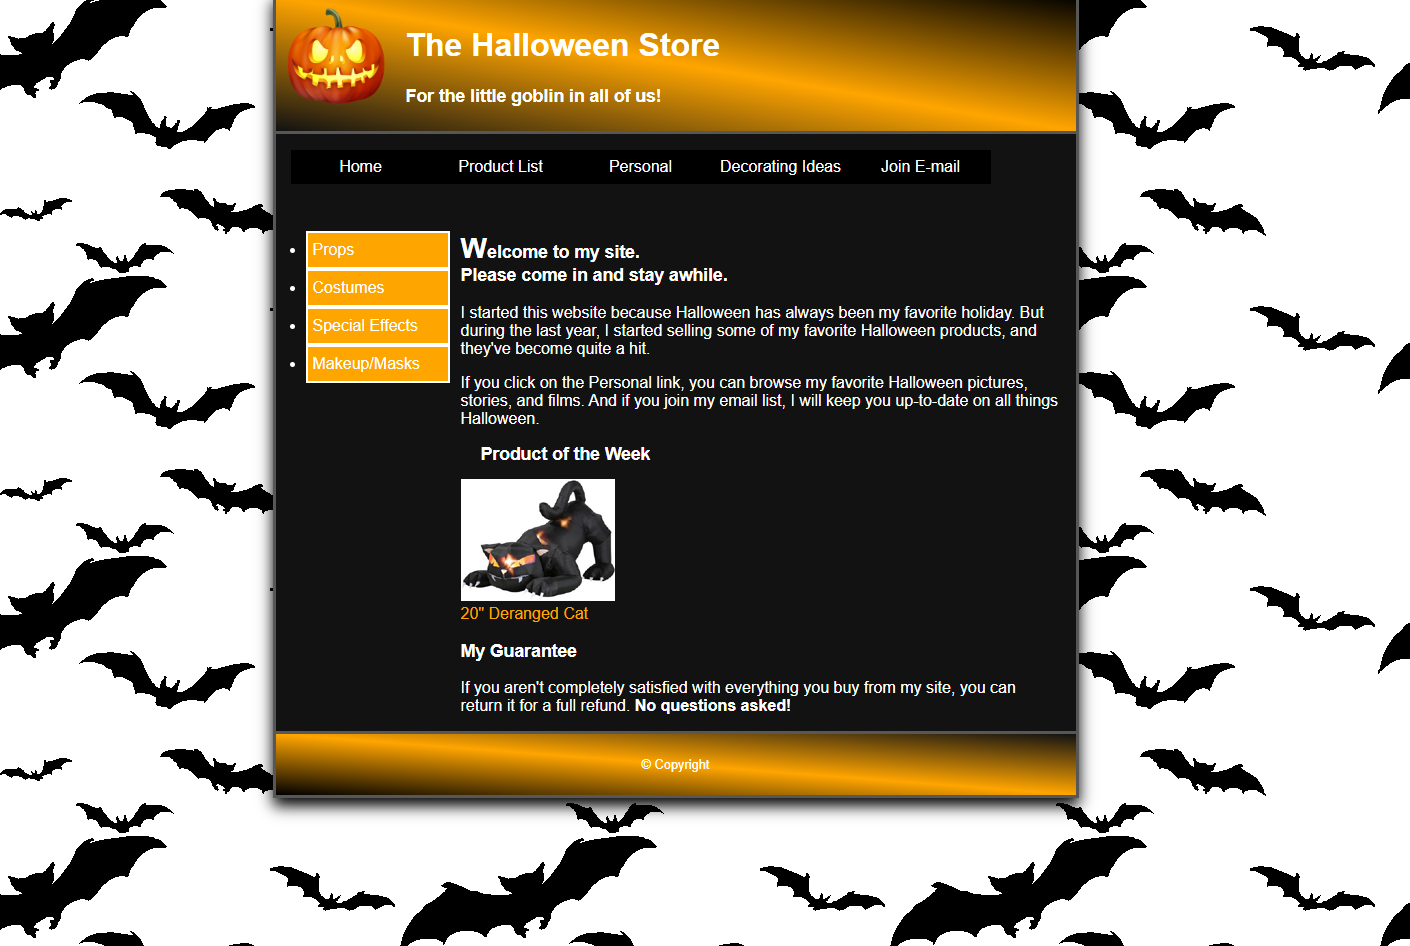 The Halloween Store
For the little goblin in all of us!
Home Product List Personal Decorating Ideas Join E-mail
Props
Costumes
Special Effects
Makeup/Masks
Welcome to my site.
Please come in and stay awhile.
I started this website because Halloween has always been my favorite holiday. But
during the last year, I started selling some of my favorite Halloween products, and
they've become quite a hit.
If you click on the Personal link, you can browse my favorite Halloween pictures,
stories, and films. And if you join my email list, I will keep you up-to-date on all things
Halloween.
Product of the Week
20" Deranged Cat
My Guarantee
If you aren't completely satisfied with everything you buy from my site, you can
return it for a full refund. No questions asked!
© Copyright